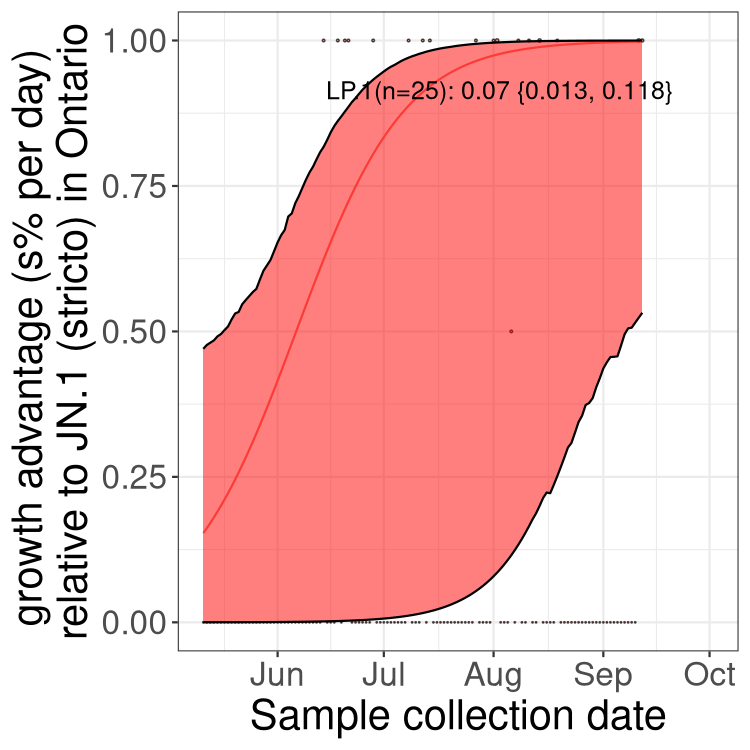 growth advantage (s% per day)
relative to JN.1 (stricto) in Ontario
1.00
0.75
0.50
0.25
0.00
LP.1(n=25): 0.07 {0.013, 0.118}
Jun Jul Aug Sep Oct
Sample collection date